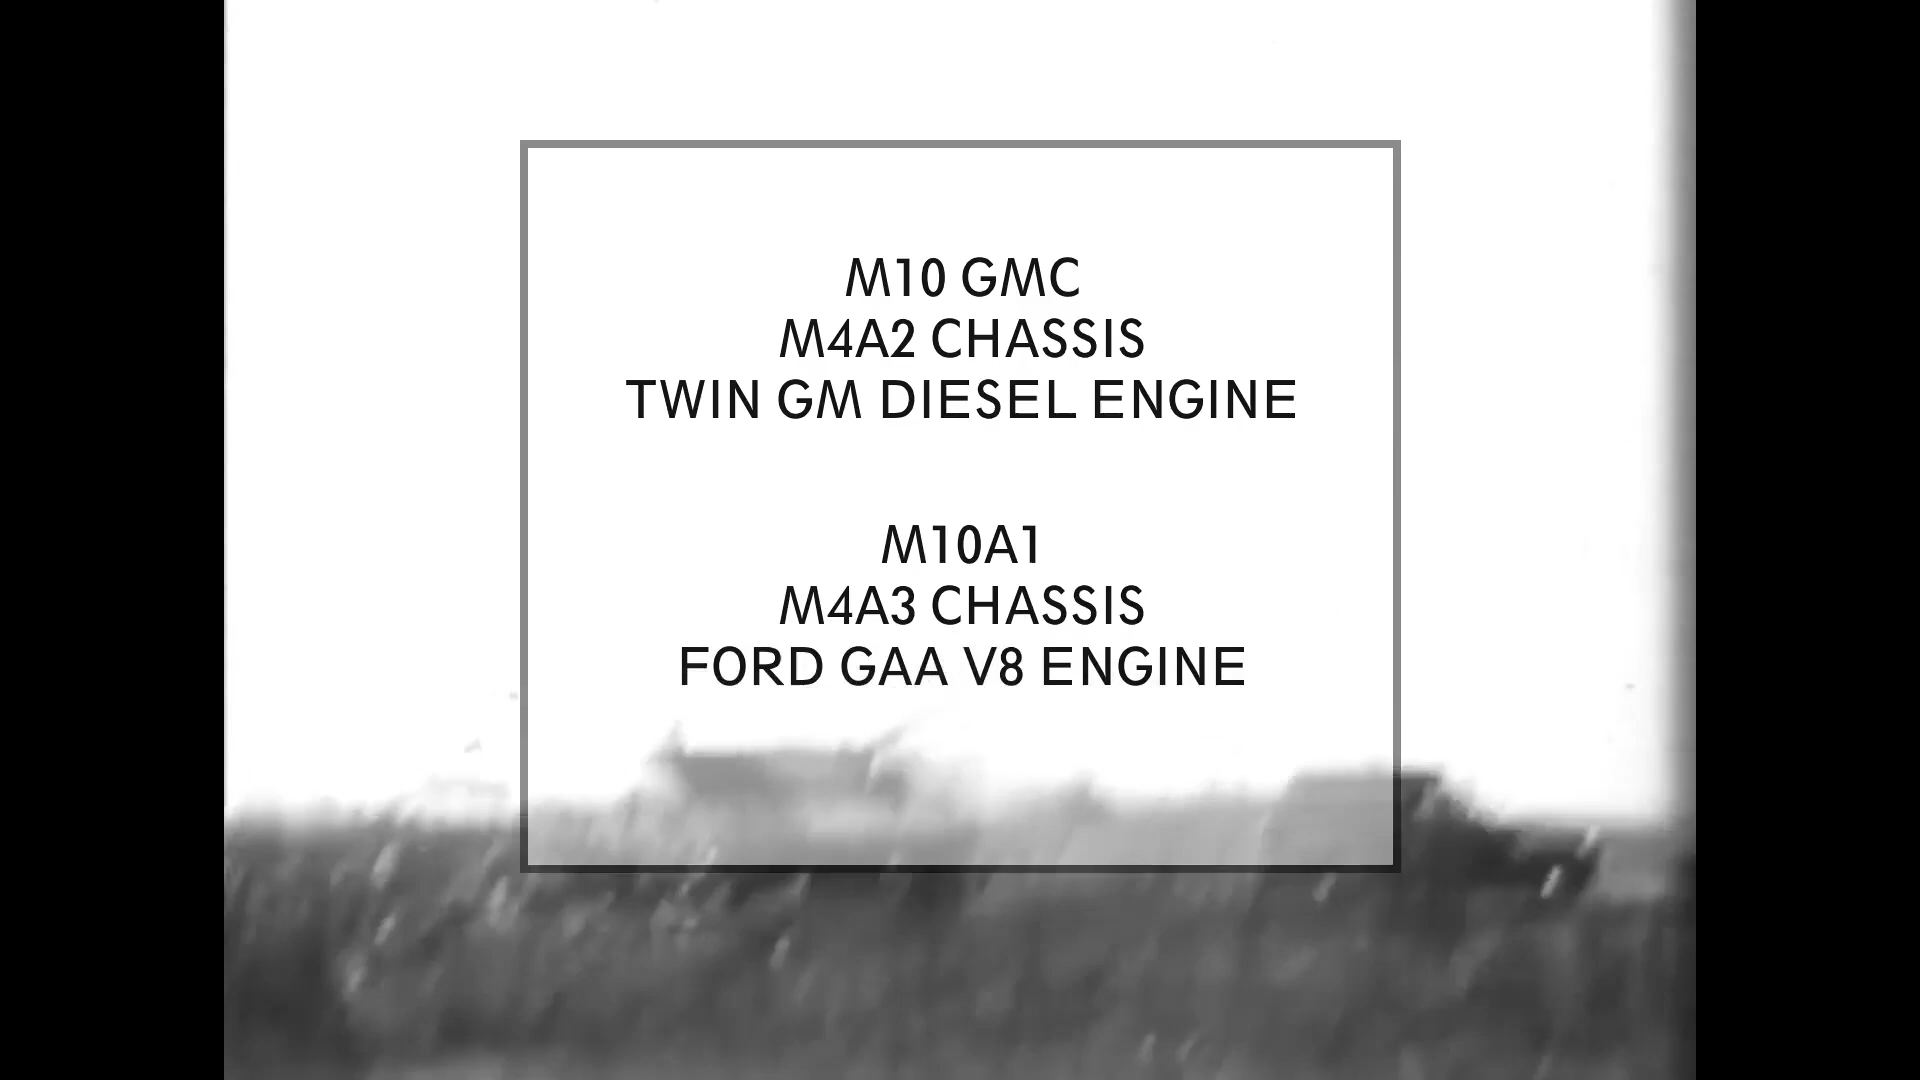 M10 GMC
M4A2 CHASSIS
TWIN GM DIESEL ENGINE
M10A1
M4A3 CHASSIS
FORD GAA V8 ENGINE